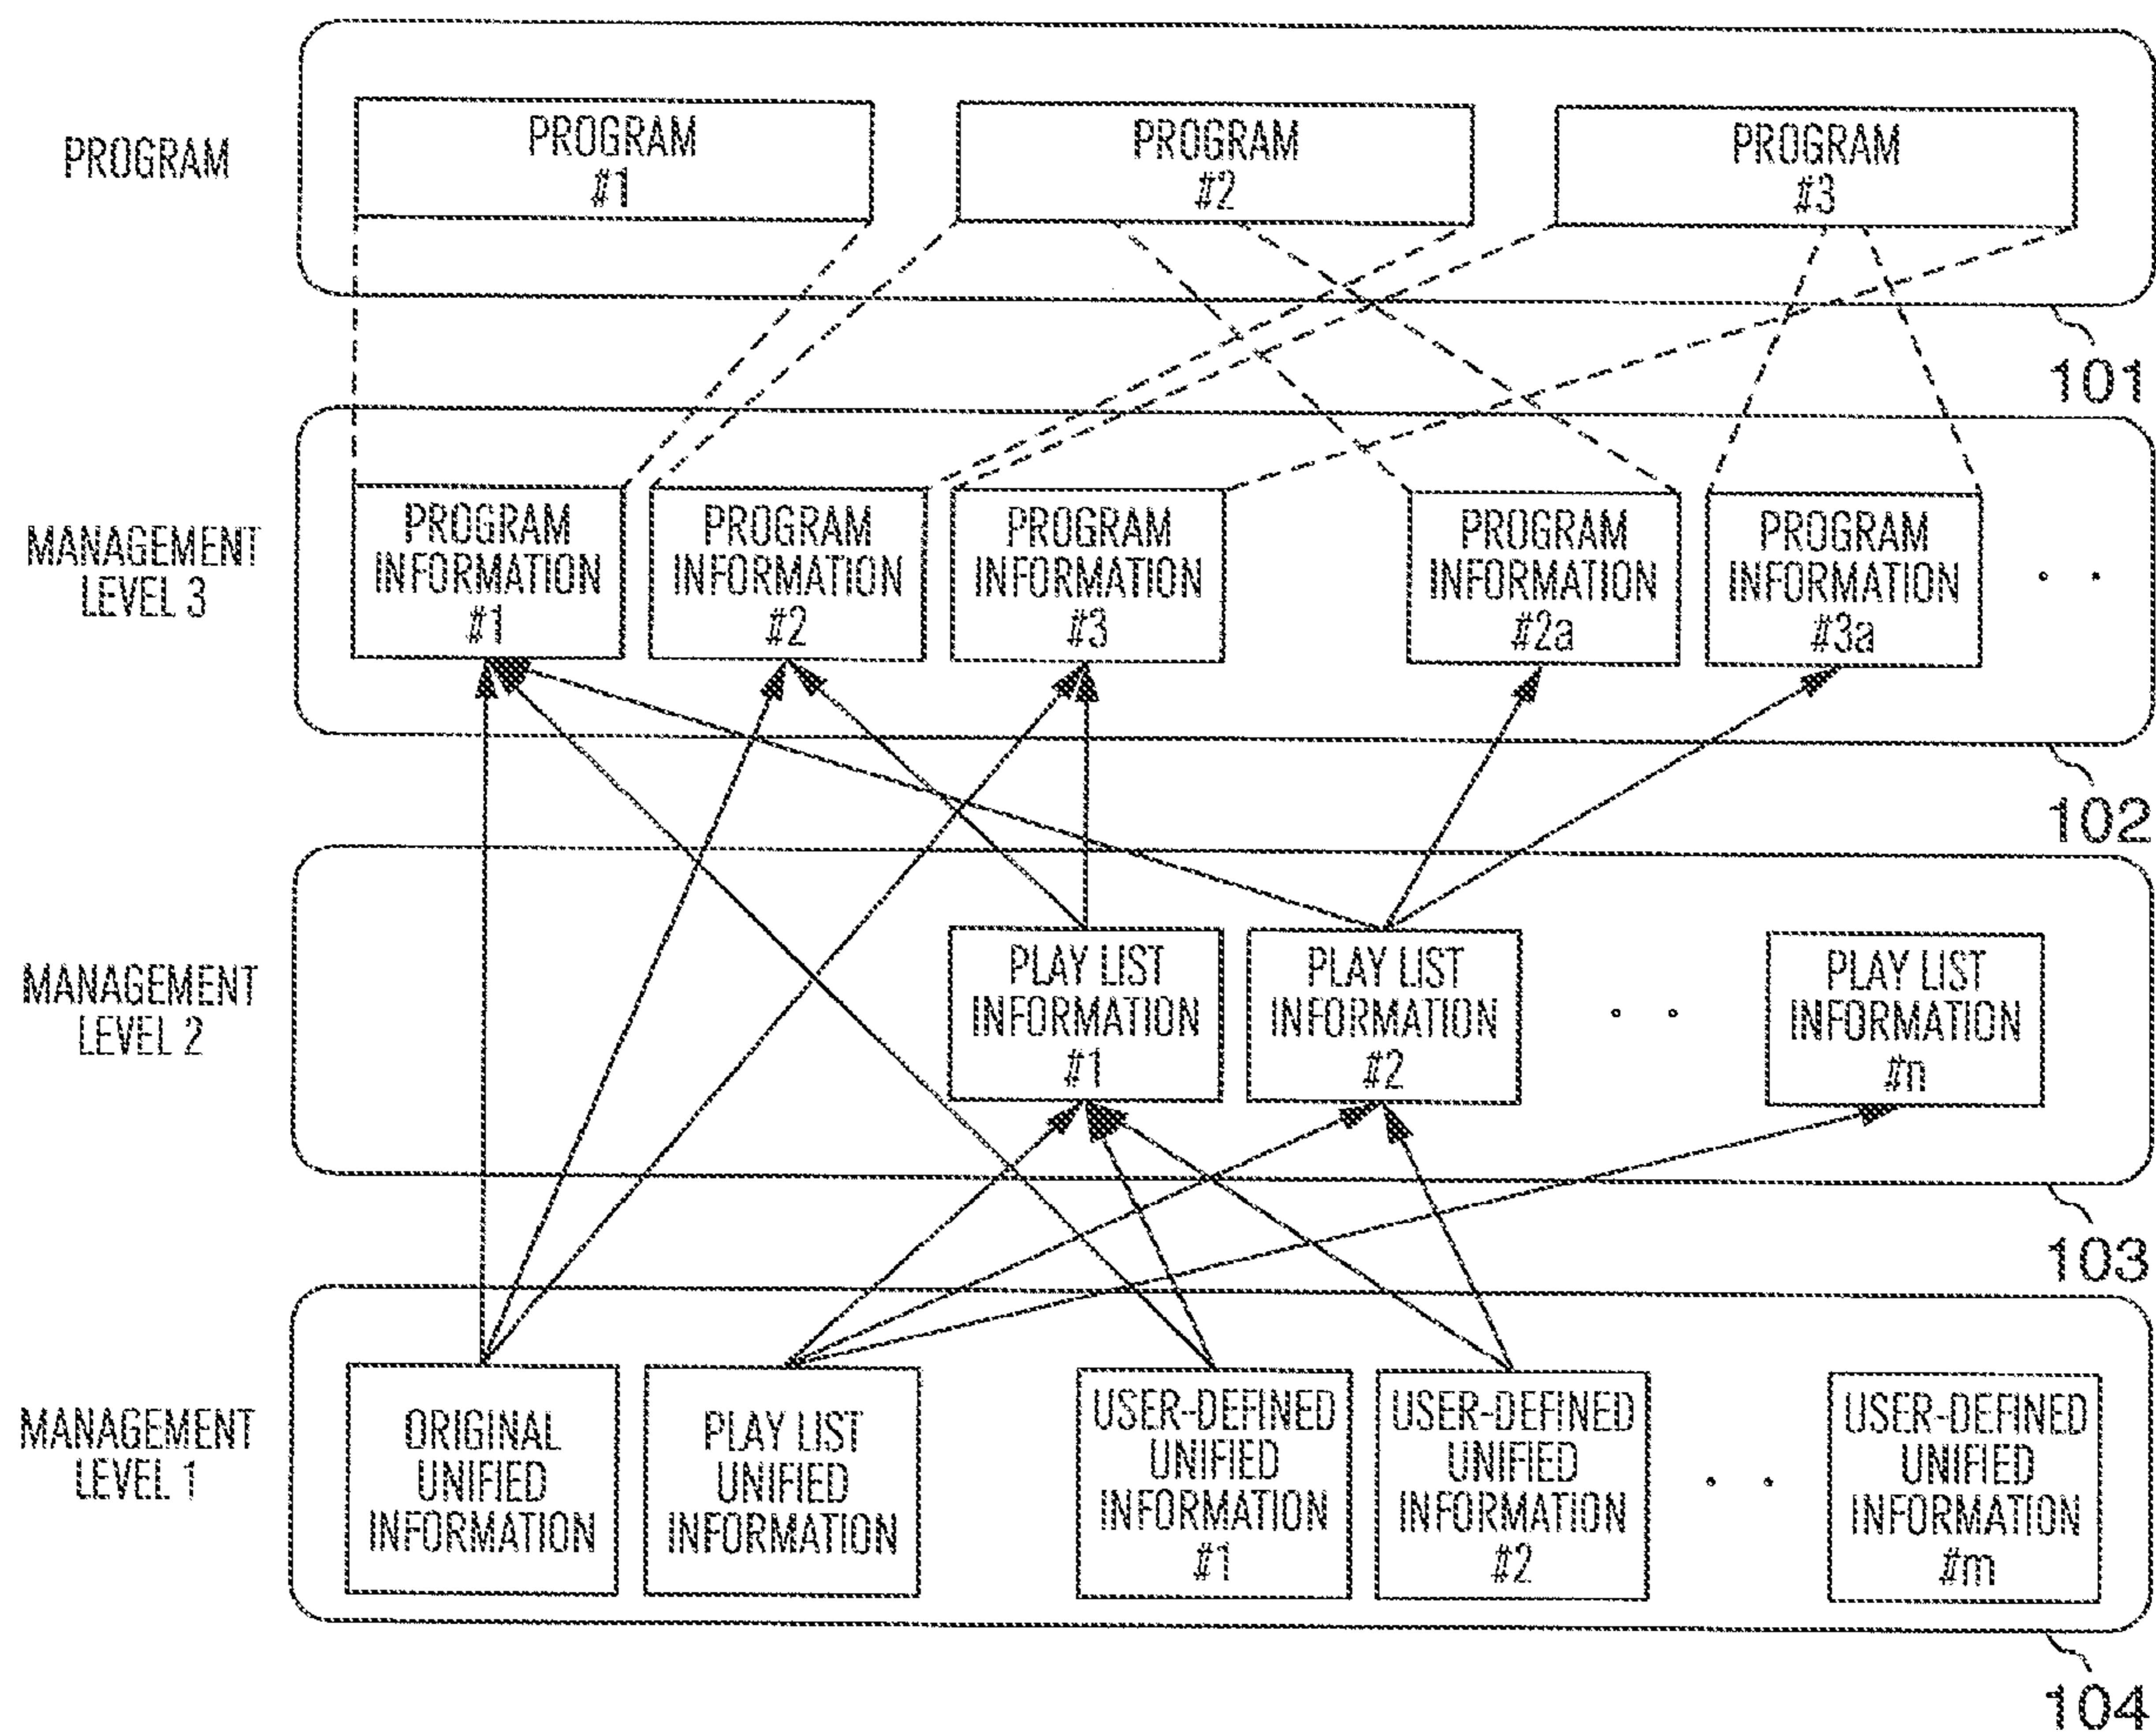 PROGRAM
PROGRAM
#1
PROGRAM
#2
PROGRAM
#3
101
MANAGEMENT
LEVEL 3
PROGRAM
INFORMATION
#1
PROGRAM
INFORMATION
#2
PROGRAM
INFORMATION
#3
PROGRAM
INFORMATION
#2a
PROGRAM
INFORMATION
#3a
102
MANAGEMENT
LEVEL 2
PLAY LIST
INFORMATION
#1
PLAY LIST
INFORMATION
#2
PLAY LIST
INFORMATION
#n
103
MANAGEMENT
LEVEL 1
ORIGINAL
UNIFIED
INFORMATION
PLAY LIST
UNIFIED
INFORMATION
USER-DEFINED
UNIFIED
INFORMATION
#1
USER-DEFINED
UNIFIED
INFORMATION
#2
USER-DEFINED
UNIFIED
INFORMATION
#m
104